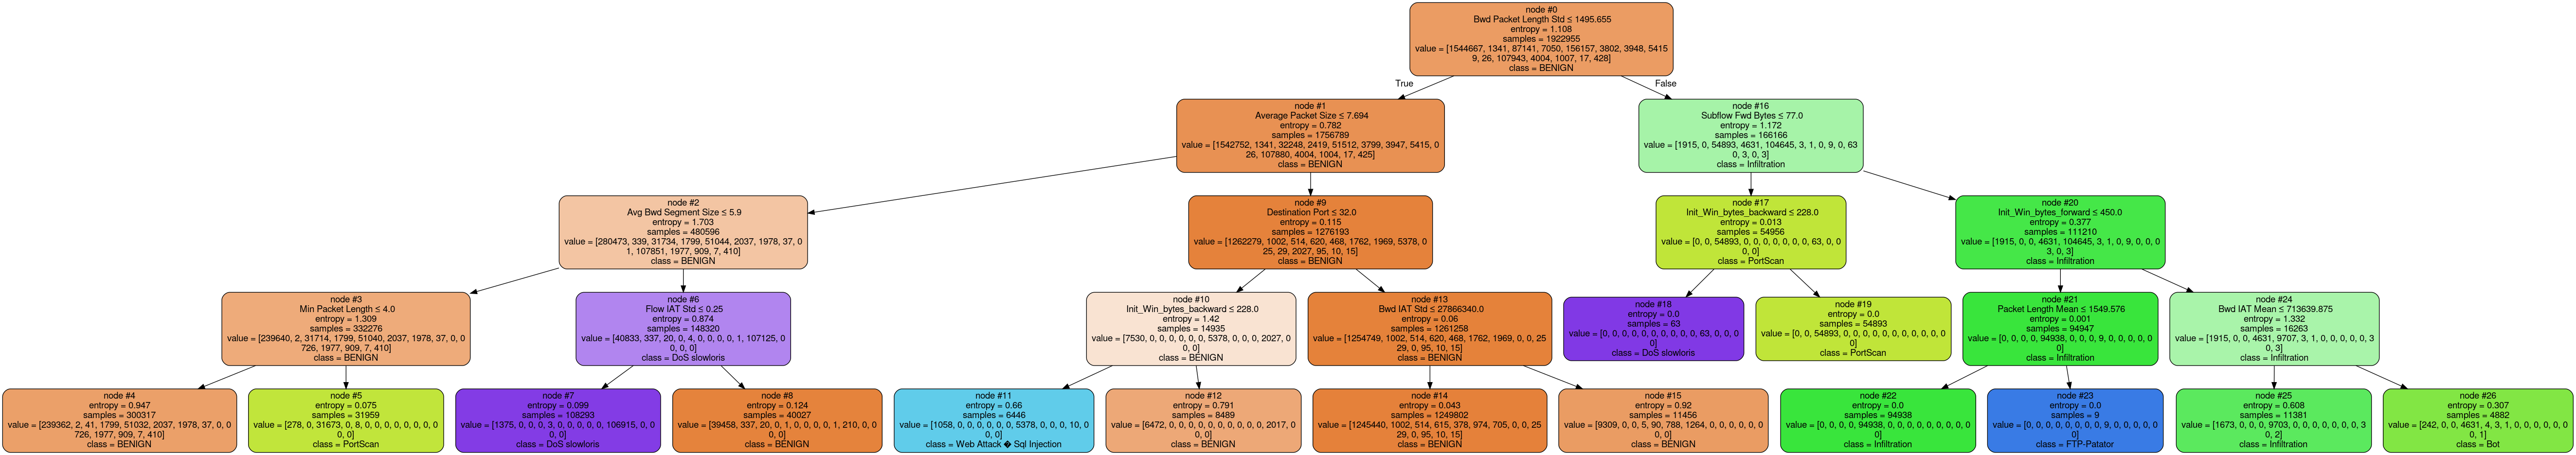 node #0
Bwd Packet Length Std ≤ 1495.655
entropy = 1.108
samples = 1922955
value = [1544667, 1341, 87141, 7050, 156157, 3802, 3948, 5415
9, 26, 107943, 4004, 1007, 17, 428]
class = BENIGN
True
False
node #1
Average Packet Size ≤ 7.694
entropy = 0.782
samples = 1756789
value = [1542752, 1341, 32248, 2419, 51512, 3799, 3947, 5415, 0
26, 107880, 4004, 1004, 17, 425]
class = BENIGN
node #16
Subflow Fwd Bytes ≤ 77.0
entropy = 1.172
samples = 166166
value = [1915, 0, 54893, 4631, 104645, 3, 1, 0, 9, 0, 63
0, 3, 0, 3]
class = Infiltration
node #2
Avg Bwd Segment Size ≤ 5.9
entropy = 1.703
samples = 480596
value = [280473, 339, 31734, 1799, 51044, 2037, 1978, 37, 0
1, 107851, 1977, 909, 7, 410]
class = BENIGN
node #9
Destination Port ≤ 32.0
entropy = 0.115
samples = 1276193
value = [1262279, 1002, 514, 620, 468, 1762, 1969, 5378, 0
25, 29, 2027, 95, 10, 15]
class = BENIGN
node #17
Init_Win_bytes_backward ≤ 228.0
entropy = 0.013
samples = 54956
value = [0, 0, 54893, 0, 0, 0, 0, 0, 0, 0, 63, 0, 0
0, 0]
class = PortScan
node #20
Init_Win_bytes_forward ≤ 450.0
entropy = 0.377
samples = 111210
value = [1915, 0, 0, 4631, 104645, 3, 1, 0, 9, 0, 0, 0
3, 0, 3]
class = Infiltration
node #3
Min Packet Length ≤ 4.0
entropy = 1.309
samples = 332276
value = [239640, 2, 31714, 1799, 51040, 2037, 1978, 37, 0, 0
726, 1977, 909, 7, 410]
class = BENIGN
node #6
Flow IAT Std ≤ 0.25
entropy = 0.874
samples = 148320
value = [40833, 337, 20, 0, 4, 0, 0, 0, 0, 1, 107125, 0
0, 0, 0]
class = DoS slowloris
node #10
Init_Win_bytes_backward ≤ 228.0
entropy = 1.42
samples = 14935
value = [7530, 0, 0, 0, 0, 0, 0, 5378, 0, 0, 0, 2027, 0
0, 0]
class = BENIGN
node #13
Bwd IAT Std ≤ 27866340.0
entropy = 0.06
samples = 1261258
value = [1254749, 1002, 514, 620, 468, 1762, 1969, 0, 0, 25
29, 0, 95, 10, 15]
class = BENIGN
node #18
entropy = 0.0
samples = 63
value = [0, 0, 0, 0, 0, 0, 0, 0, 0, 0, 63, 0, 0, 0
0]
class = DoS slowloris
node #19
entropy = 0.0
samples = 54893
value = [0, 0, 54893, 0, 0, 0, 0, 0, 0, 0, 0, 0, 0
0, 0]
class = PortScan
node #21
Packet Length Mean ≤ 1549.576
entropy = 0.001
samples = 94947
value = [0, 0, 0, 0, 94938, 0, 0, 0, 9, 0, 0, 0, 0, 0
0]
class = Infiltration
node #24
Bwd IAT Mean ≤ 713639.875
entropy = 1.332
samples = 16263
value = [1915, 0, 0, 4631, 9707, 3, 1, 0, 0, 0, 0, 0, 3
0, 3]
class = Infiltration
node #4
entropy = 0.947
samples = 300317
value = [239362, 2, 41, 1799, 51032, 2037, 1978, 37, 0, 0
726, 1977, 909, 7, 410]
class = BENIGN
node #5
entropy = 0.075
samples = 31959
value = [278, 0, 31673, 0, 8, 0, 0, 0, 0, 0, 0, 0, 0
0, 0]
class = PortScan
node #7
entropy = 0.099
samples = 108293
value = [1375, 0, 0, 0, 3, 0, 0, 0, 0, 0, 106915, 0, 0
0, 0]
class = DoS slowloris
node #8
entropy = 0.124
samples = 40027
value = [39458, 337, 20, 0, 1, 0, 0, 0, 0, 1, 210, 0, 0
0, 0]
class = BENIGN
node #11
entropy = 0.66
samples = 6446
value = [1058, 0, 0, 0, 0, 0, 0, 5378, 0, 0, 0, 10, 0
0, 0]
class = Web Attack � Sql Injection
node #12
entropy = 0.791
samples = 8489
value = [6472, 0, 0, 0, 0, 0, 0, 0, 0, 0, 0, 2017, 0
0, 0]
class = BENIGN
node #14
entropy = 0.043
samples = 1249802
value = [1245440, 1002, 514, 615, 378, 974, 705, 0, 0, 25
29, 0, 95, 10, 15]
class = BENIGN
node #15
entropy = 0.92
samples = 11456
value = [9309, 0, 0, 5, 90, 788, 1264, 0, 0, 0, 0, 0, 0
0, 0]
class = BENIGN
node #22
entropy = 0.0
samples = 94938
value = [0, 0, 0, 0, 94938, 0, 0, 0, 0, 0, 0, 0, 0, 0
0]
class = Infiltration
node #23
entropy = 0.0
samples = 9
value = [0, 0, 0, 0, 0, 0, 0, 0, 9, 0, 0, 0, 0, 0
0]
class = FTP-Patator
node #25
entropy = 0.608
samples = 11381
value = [1673, 0, 0, 0, 9703, 0, 0, 0, 0, 0, 0, 0, 3
0, 2]
class = Infiltration
node #26
entropy = 0.307
samples = 4882
value = [242, 0, 0, 4631, 4, 3, 1, 0, 0, 0, 0, 0, 0
0, 1]
class = Bot